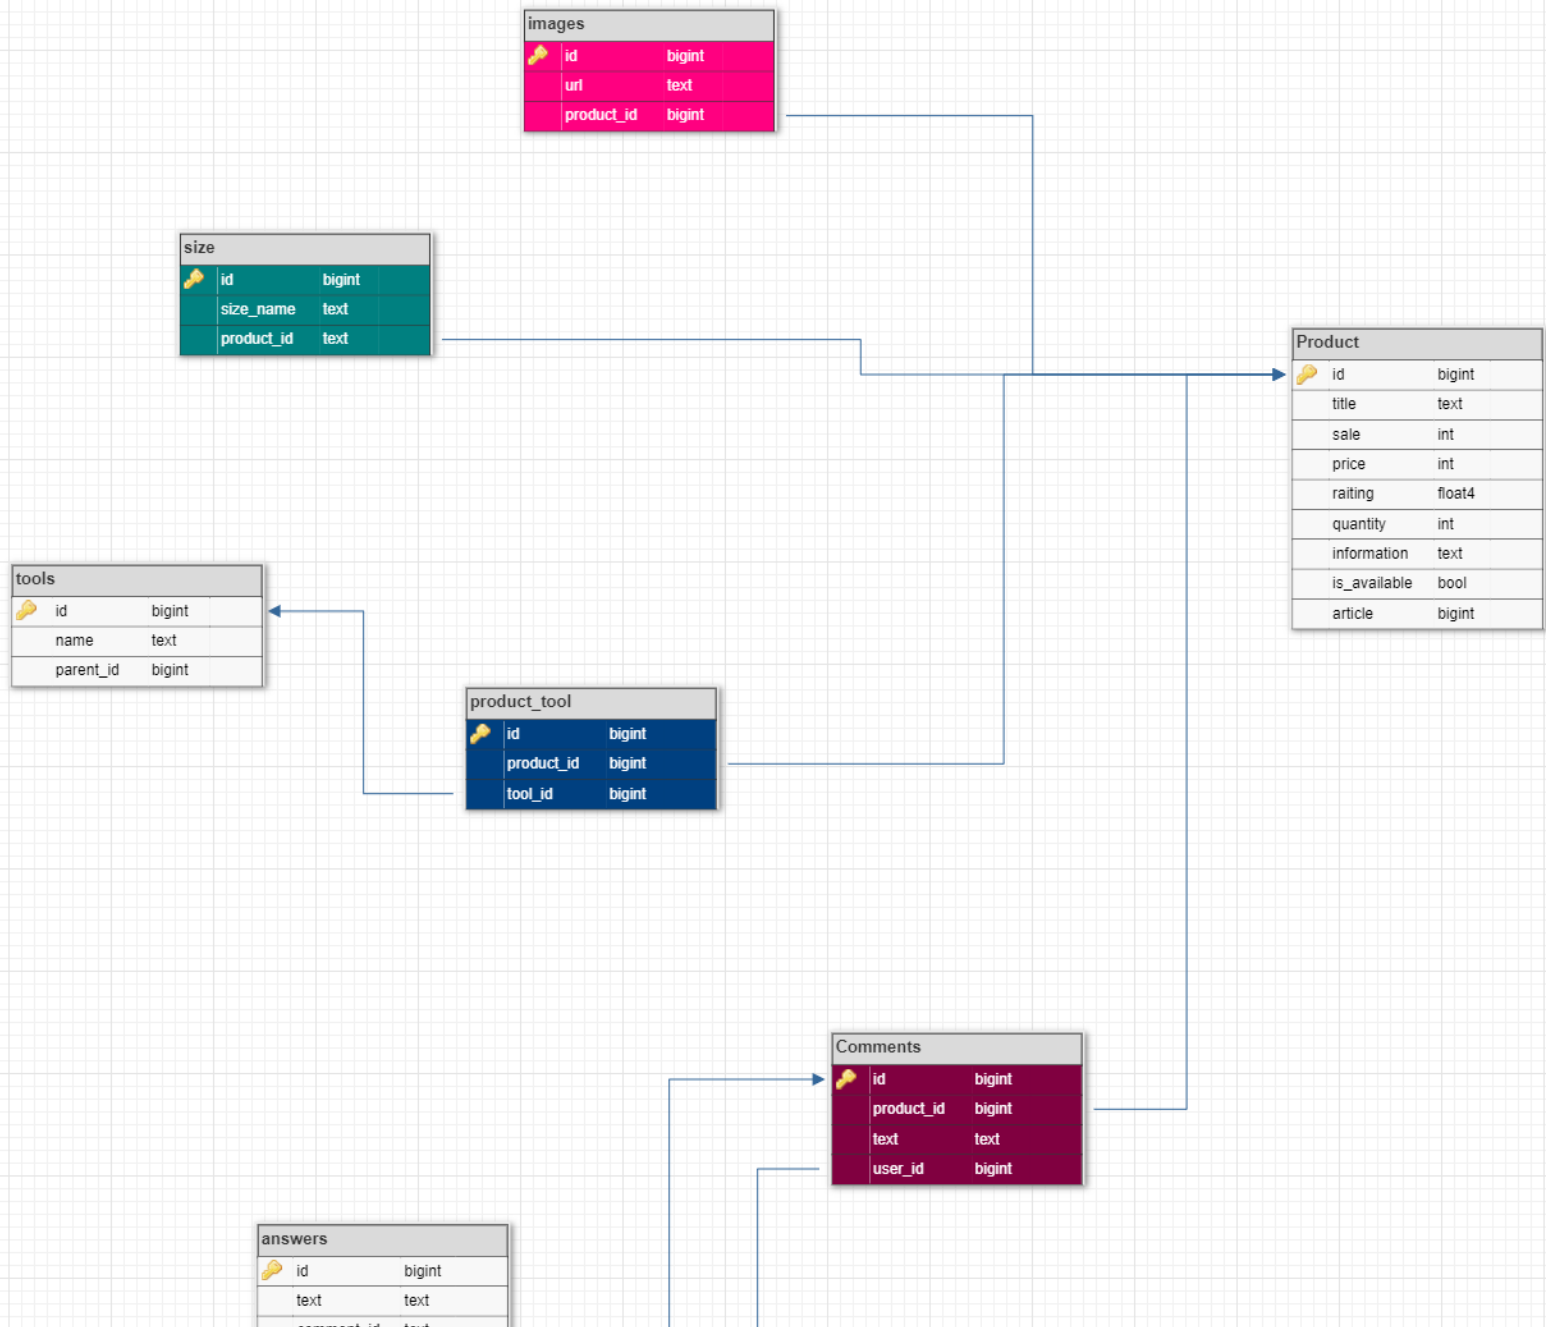 images
id bigint
url text
product_id bigint
size
id bigint
size_name text
product_id text
Product
id bigint
title text
sale int
price int
raiting float4
quantity int
information text
is_available bool
article bigint
tools
id bigint
name text
parent_id bigint
product_tool
id bigint
product_id bigint
tool_id bigint
Comments
id bigint
product_id bigint
text text
user_id bigint
answers
id bigint
text text
comment_id text